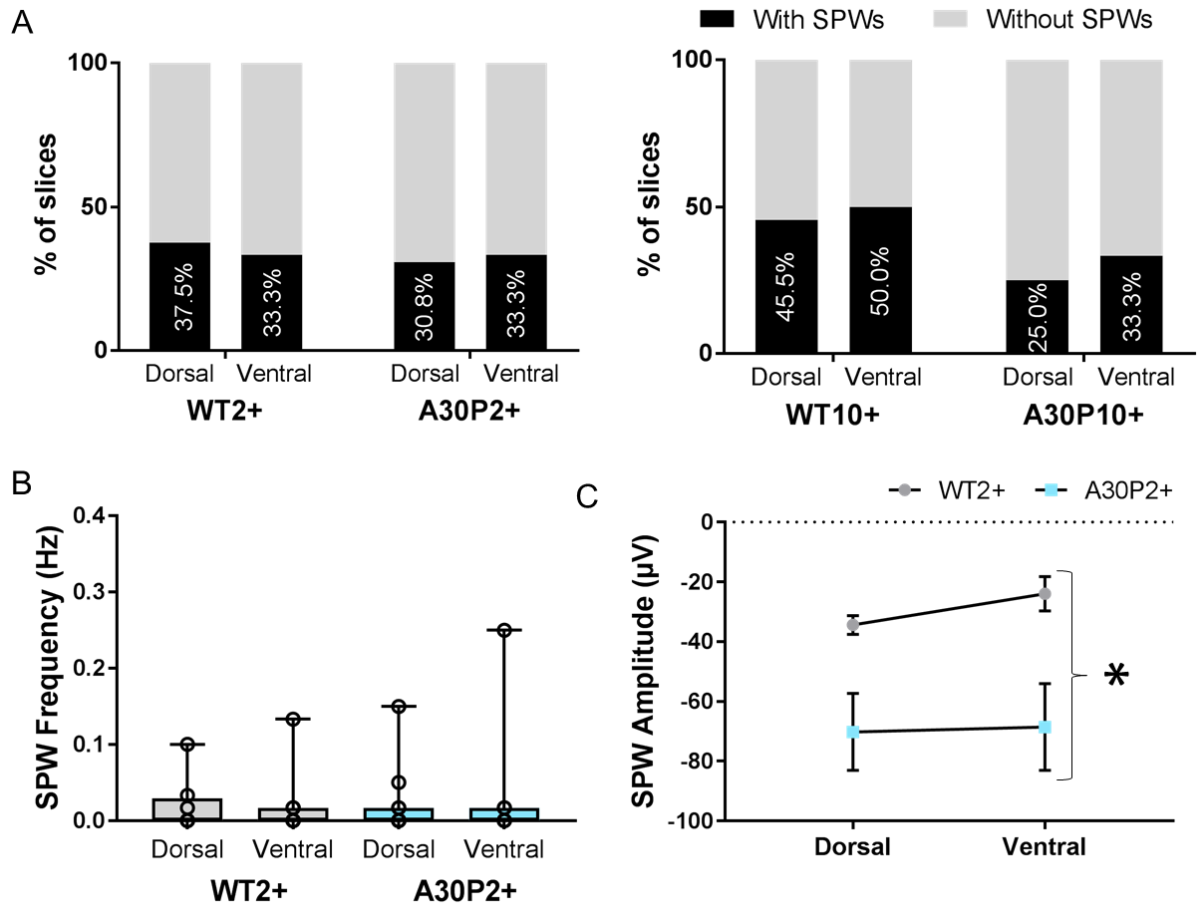 A
With SPWs Without SPWs
% of slices
100
50
0
37.5%
33.3%
30.8%
33.3%
Dorsal Ventral Dorsal Ventral
WT2+ A30P2+
% of slices
100
50
0
45.5%
50.0%
25.0%
33.3%
Dorsal Ventral Dorsal Ventral
WT10+ A30P10+
B
SPW Frequency (Hz)
0.4
0.3
0.2
0.1
0.0
Dorsal Ventral Dorsal Ventral
WT2+ A30P2+
C
WT2+ A30P2+
SPW Amplitude (µV)
0
-20
-40
-60
-80
-100
*
Dorsal Ventral